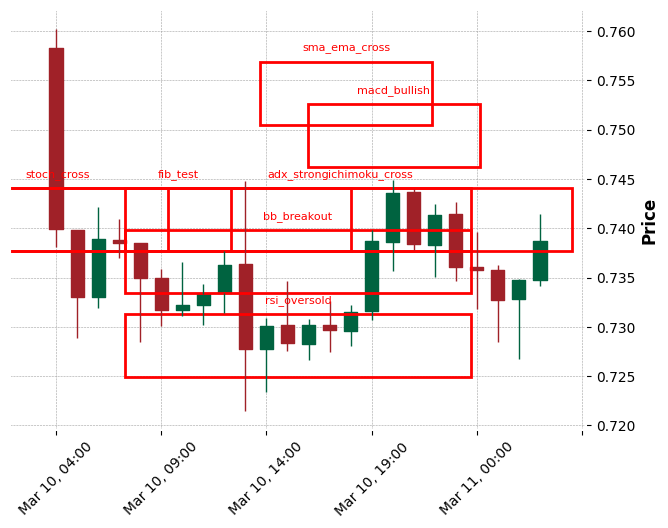 sma_ema_cross
macd_bullish
fib_test
bb_breakout
rsi_oversold
0.760
0.755
0.750
0.745
0.740
0.735
0.730
0.725
0.720
Price
Mar 10, 04:00
Mar 10, 09:00
Mar 10, 14:00
Mar 10, 19:00
Mar 11, 00:00